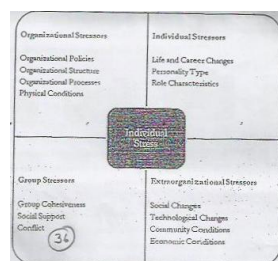 Organizational Stressors
Organizational Policies
Organizational Structure
Organizational Processes
Physical Conditions
Individual Stressors
Life and Career Changes
Personality Type
Role Characteristics
Individual
Stress
Group Stressors
Group Cohesiveness
Social Support
Conflict
36
Extraorganizational Stressors
Social Changes
Technological Changes
Community Conditions
Economic Conditions